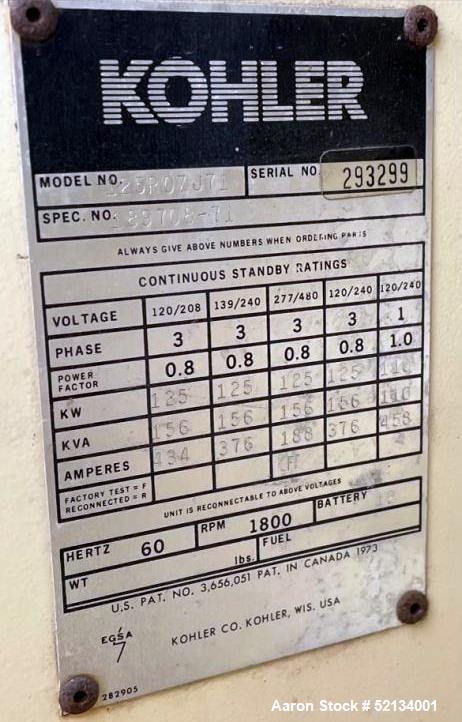 KOHLER
MODEL NO. 125R0ZJ71 SERIAL NO. 293299
SPEC. NO. 189708-71
ALWAYS GIVE ABOVE NUMBERS WHEN ORDERING PARTS
CONTINUOUS STANDBY RATINGS
VOLTAGE 120/208 139/240 277/480 120/240 120/240
PHASE 3 3 3 3 1
POWER FACTOR 0.8 0.8 0.8 0.8 1.0
KW 125 125 125 125 110
KVA 156 156 156 156 110
AMPERES 434 376 188 376 458
FACTORY TEST = F
RECONNECTED = R
UNIT IS RECONNECTABLE TO ABOVE VOLTAGES
HERTZ 60 RPM 1800 BATTERY
WT lbs. FUEL
U.S. PAT. NO. 3,656,051 PAT. IN CANADA 1973
EGSA
7
KOHLER CO. KOHLER, WIS. USA
282905
Aaron Stock # 52134001